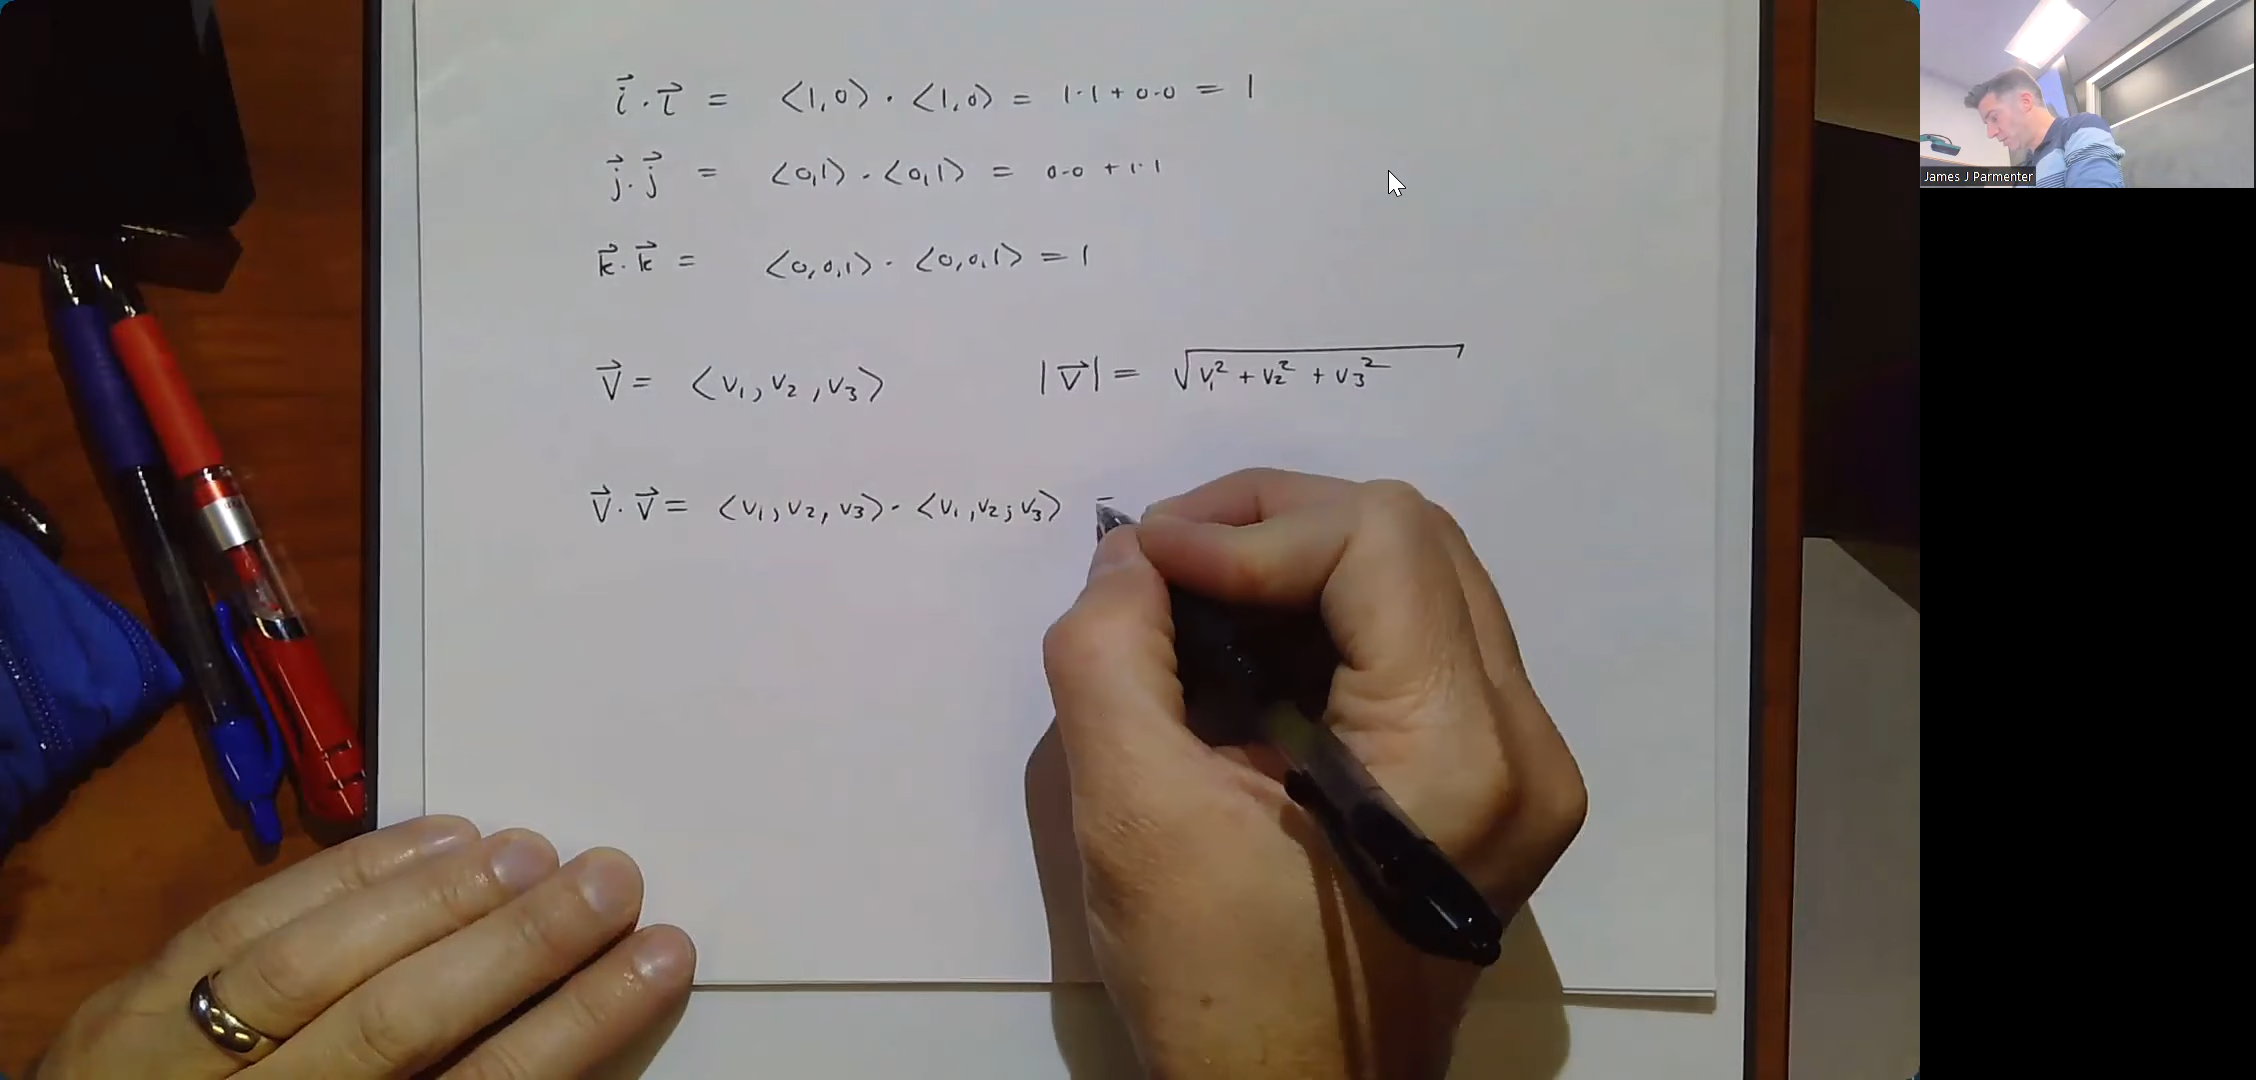 i⃗ · i⃗ = ⟨1,0⟩ · ⟨1,0⟩ = 1·1 + 0·0 = 1
j⃗ · j⃗ = ⟨0,1⟩ · ⟨0,1⟩ = 0·0 + 1·1
k⃗ · k⃗ = ⟨0,0,1⟩ · ⟨0,0,1⟩ = 1
v⃗ = ⟨v₁, v₂, v₃⟩ |v⃗| = √(v₁² + v₂² + v₃²)
v⃗ · v⃗ = ⟨v₁, v₂, v₃⟩ · ⟨v₁, v₂, v₃⟩
James J Parmenter